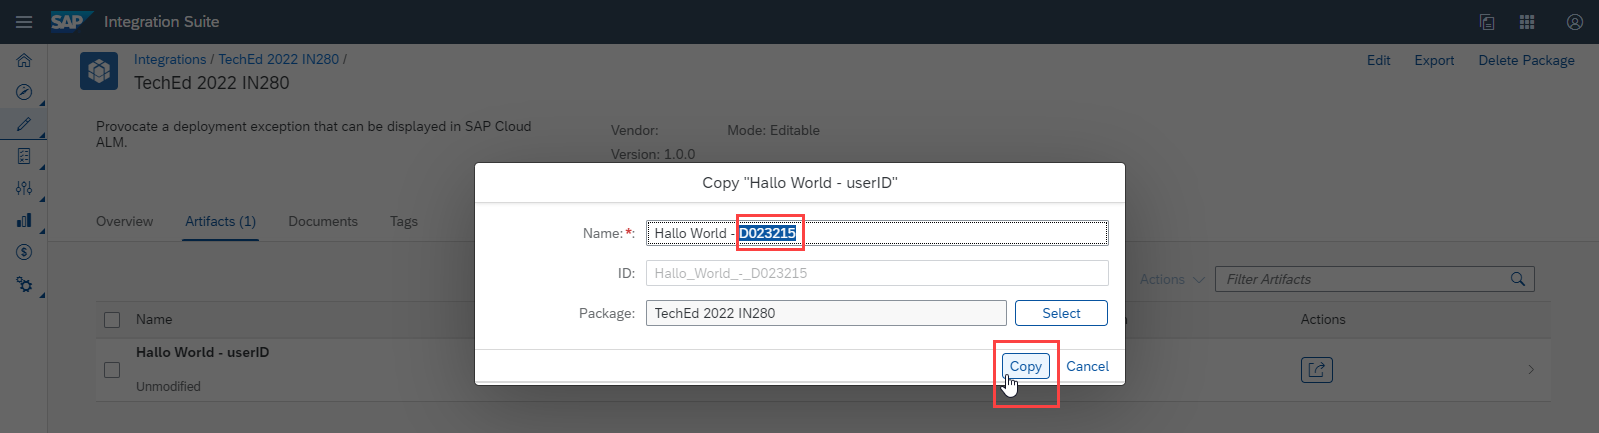 SAP Integration Suite
Integrations / TechEd 2022 IN280 /
TechEd 2022 IN280
Edit Export Delete Package
Provocate a deployment exception that can be displayed in SAP Cloud
ALM.
Vendor: Mode: Editable
Version: 1.0.0
Overview Artifacts (1) Documents Tags
Actions Filter Artifacts
Name Actions
Hallo World - userID
Unmodified
Copy "Hallo World - userID"
Name:*: Hallo World - D023215
ID: Hallo_World_-_D023215
Package: TechEd 2022 IN280 Select
Copy Cancel